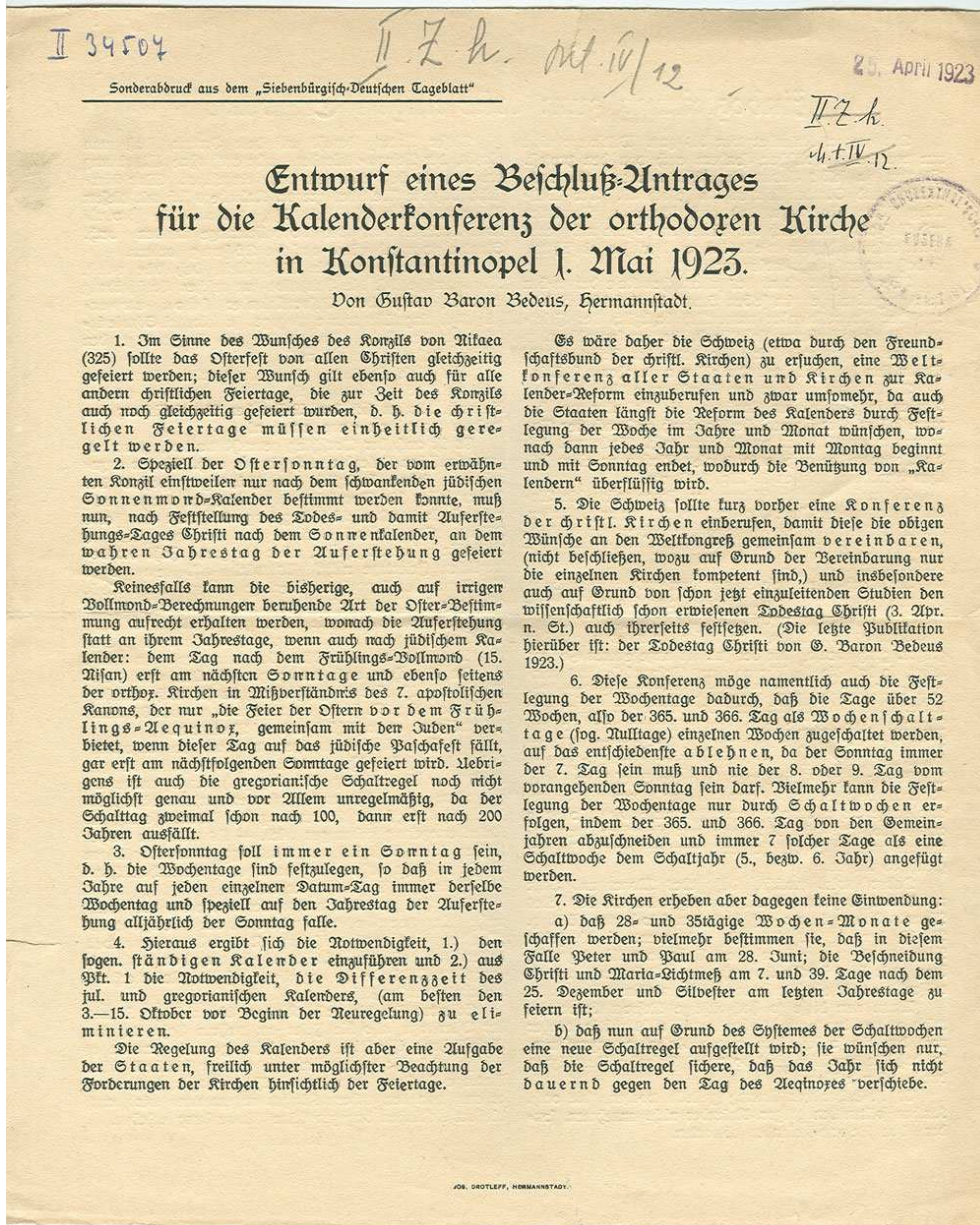 II 34507
II. Z. h.
IV/12
25. April 1923
Sonderabdruck aus dem „Siebenbürgisch-Deutschen Tageblatt“
II. Z. h.
IV. 12.
Entwurf eines Beschluß-Antrages
für die Kalenderkonferenz der orthodoxen Kirche
in Konstantinopel 1. Mai 1923.
Von Gustav Baron Bedeus, Hermannstadt.
1. Im Sinne des Wunsches des Konzils von Nikaea
(325) sollte das Osterfest von allen Christen gleichzeitig
gefeiert werden; dieser Wunsch gilt ebenso auch für alle
andern christlichen Feiertage, die zur Zeit des Konzils
auch noch gleichzeitig gefeiert wurden, d. h. die christ-
lichen Feiertage müssen einheitlich gere-
gelt werden.
2. Speziell der Ostersonntag, der vom erwähn-
ten Konzil einstweilen nur nach dem schwankenden jüdischen
Sonnenmond-Kalender bestimmt werden konnte, muß
nun, nach Feststellung des Todes- und damit Auferste-
hungs-Tages Christi nach dem Sonnenkalender, an dem
wahren Jahrestag der Auferstehung gefeiert
werden.
Keinesfalls kann die bisherige, auch auf irrigen
Vollmond-Berechnungen beruhende Art der Oster-Bestim-
mung aufrecht erhalten werden, wonach die Auferstehung
statt an ihrem Jahrestage, wenn auch nach jüdischem Ka-
lender: dem Tag nach dem Frühlings-Vollmond (15.
Nisan) erst am nächsten Sonntage und ebenso seitens
der orthox. Kirchen in Mißverständnis des 7. apostolischen
Kanons, der nur „die Feier der Ostern vor dem Früh-
lings-Aequinox, gemeinsam mit den Juden“ ver-
bietet, wenn dieser Tag auf das jüdische Paschafest fällt,
gar erst am nächstfolgenden Sonntage gefeiert wird. Uebri-
gens ist auch die gregorianische Schaltregel noch nicht
möglichst genau und vor Allem unregelmäßig, da der
Schalttag zweimal schon nach 100, dann erst nach 200
Jahren ausfällt.
3. Ostersonntag soll immer ein Sonntag sein,
d. h. die Wochentage sind festzulegen, so daß in jedem
Jahre auf jeden einzelnen Datum-Tag immer derselbe
Wochentag und speziell auf den Jahrestag der Auferste-
hung alljährlich der Sonntag falle.
4. Hieraus ergibt sich die Notwendigkeit, 1.) den
sogen. ständigen Kalender einzuführen und 2.) aus
Pkt. 1 die Notwendigkeit, die Differenzzeit des
jul. und gregorianischen Kalenders, (am besten den
3.—15. Oktober vor Beginn der Neuregelung) zu eli-
minieren.
Die Regelung des Kalenders ist aber eine Aufgabe
der Staaten, freilich unter möglichster Beachtung der
Forderungen der Kirchen hinsichtlich der Feiertage.
Es wäre daher die Schweiz (etwa durch den Freund-
schaftsbund der christl. Kirchen) zu ersuchen, eine Welt-
konferenz aller Staaten und Kirchen zur Ka-
lender-Reform einzuberufen und zwar umsomehr, da auch
die Staaten längst die Reform des Kalenders durch Fest-
legung der Woche im Jahre und Monat wünschen, wo-
nach dann jedes Jahr und Monat mit Montag beginnt
und mit Sonntag endet, wodurch die Benützung von „Ka-
lendern“ überflüssig wird.
5. Die Schweiz sollte kurz vorher eine Konferenz
der christl. Kirchen einberufen, damit diese die obigen
Wünsche an den Weltkongreß gemeinsam vereinbaren,
(nicht beschließen, wozu auf Grund der Vereinbarung nur
die einzelnen Kirchen kompetent sind,) und insbesondere
auch auf Grund von schon jetzt einzuleitenden Studien den
wissenschaftlich schon erwiesenen Todestag Christi (3. Apr.
n. St.) auch ihrerseits festsetzen. (Die letzte Publikation
hierüber ist: der Todestag Christi von G. Baron Bedeus
1923.)
6. Diese Konferenz möge namentlich auch die Fest-
legung der Wochentage dadurch, daß die Tage über 52
Wochen, also der 365. und 366. Tag als Wochenschalt-
tage (sog. Nulltage) einzelnen Wochen zugeschaltet werden,
auf das entschiedenste ablehnen, da der Sonntag immer
der 7. Tag sein muß und nie der 8. oder 9. Tag vom
vorangehenden Sonntag sein darf. Vielmehr kann die Fest-
legung der Wochentage nur durch Schaltwochen er-
folgen, indem der 365. und 366. Tag von den Gemein-
jahren abzuschneiden und immer 7 solcher Tage als eine
Schaltwoche dem Schaltjahr (5., bezw. 6. Jahr) angefügt
werden.
7. Die Kirchen erheben aber dagegen keine Einwendung:
a) daß 28- und 35tägige Wochen-Monate ge-
schaffen werden; vielmehr bestimmen sie, daß in diesem
Falle Peter und Paul am 28. Juni; die Beschneidung
Christi und Maria-Lichtmeß am 7. und 39. Tage nach dem
25. Dezember und Silvester am letzten Jahrestage zu
feiern ist;
b) daß nun auf Grund des Systemes der Schaltwochen
eine neue Schaltregel aufgestellt wird; sie wünschen nur,
daß die Schaltregel sichere, daß das Jahr sich nicht
dauernd gegen den Tag des Aeqinoxes verschiebe.
JOS. DROTLEFF, HERMANNSTADT.